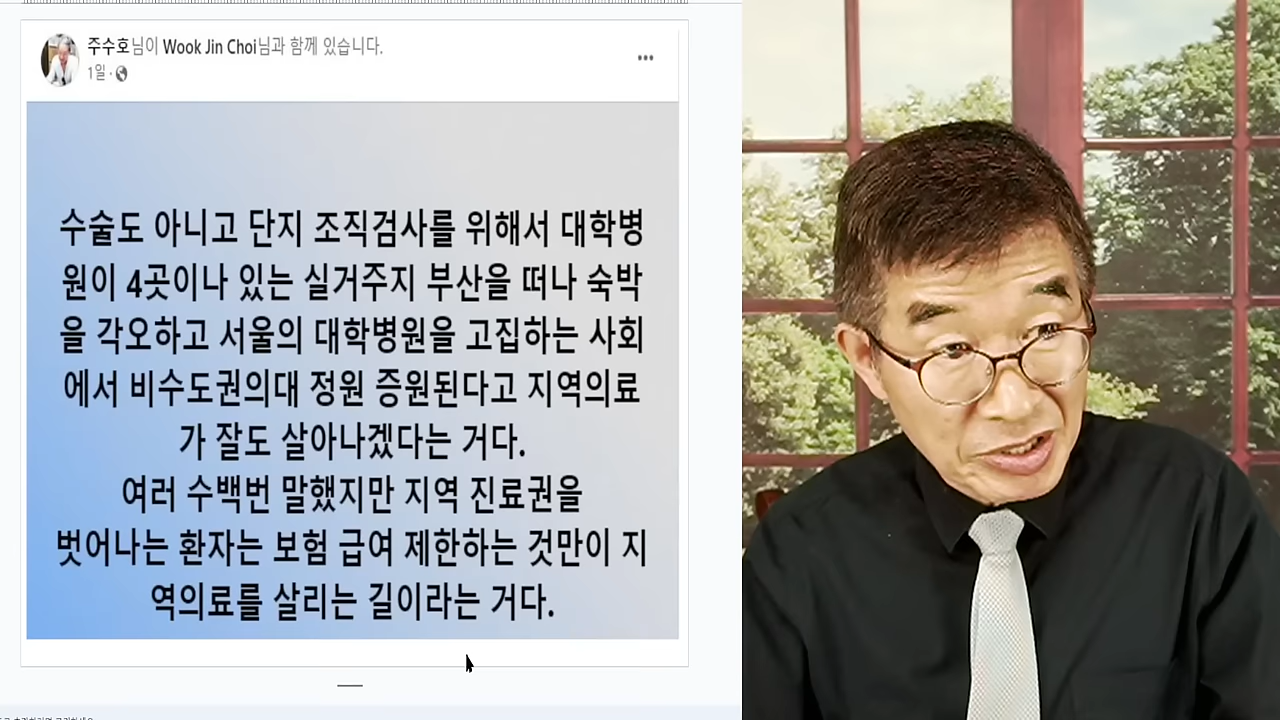 주수호님이 Wook Jin Choi님과 함께 있습니다.
1일 ·
수술도 아니고 단지 조직검사를 위해서 대학병
원이 4곳이나 있는 실거주지 부산을 떠나 숙박
을 각오하고 서울의 대학병원을 고집하는 사회
에서 비수도권의대 정원 증원된다고 지역의료
가 잘도 살아나겠다는 거다.
여러 수백번 말했지만 지역 진료권을
벗어나는 환자는 보험 급여 제한하는 것만이 지
역의료를 살리는 길이라는 거다.